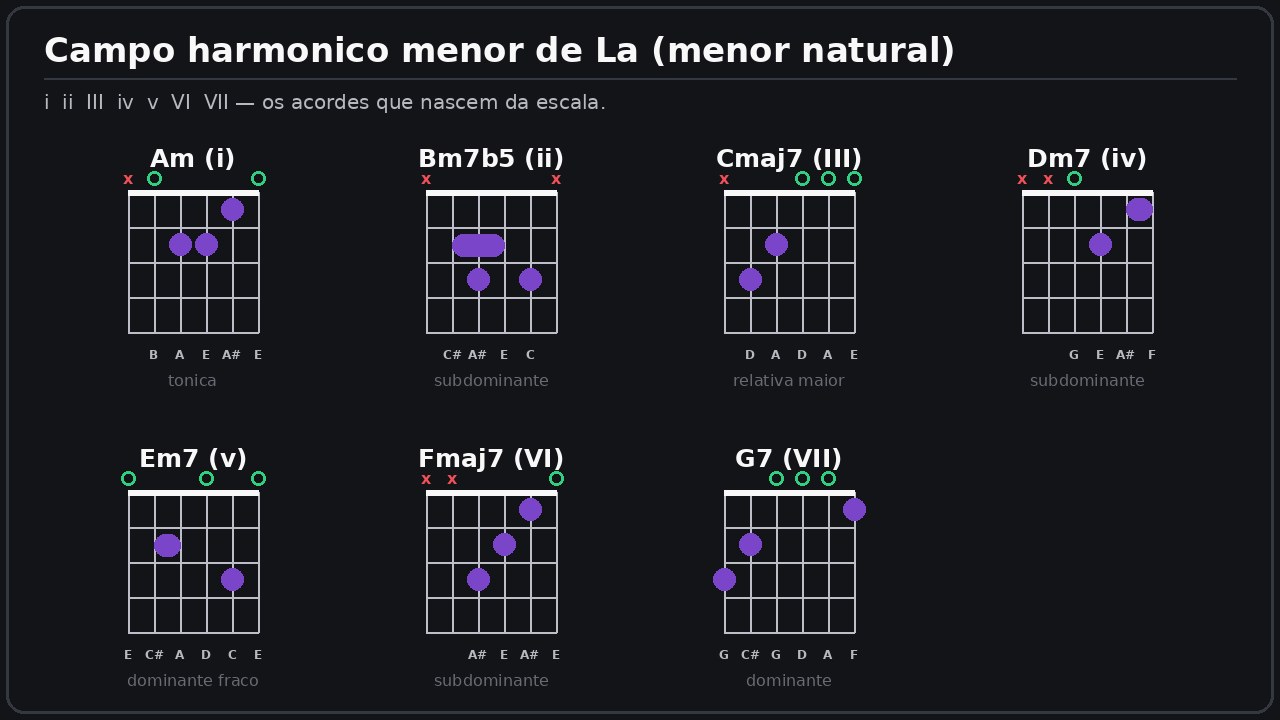 Campo harmonico menor de La (menor natural)
i ii III iv v VI VII — os acordes que nascem da escala.
Am (i) Bm7b5 (ii) Cmaj7 (III) Dm7 (iv)
x x x x x x
B A E A# E C# A# E C D A D A E G E A# F
tonica subdominante relativa maior subdominante
Em7 (v) Fmaj7 (VI) G7 (VII)
x x
E C# A D C E A# E A# E G C# G D A F
dominante fraco subdominante dominante